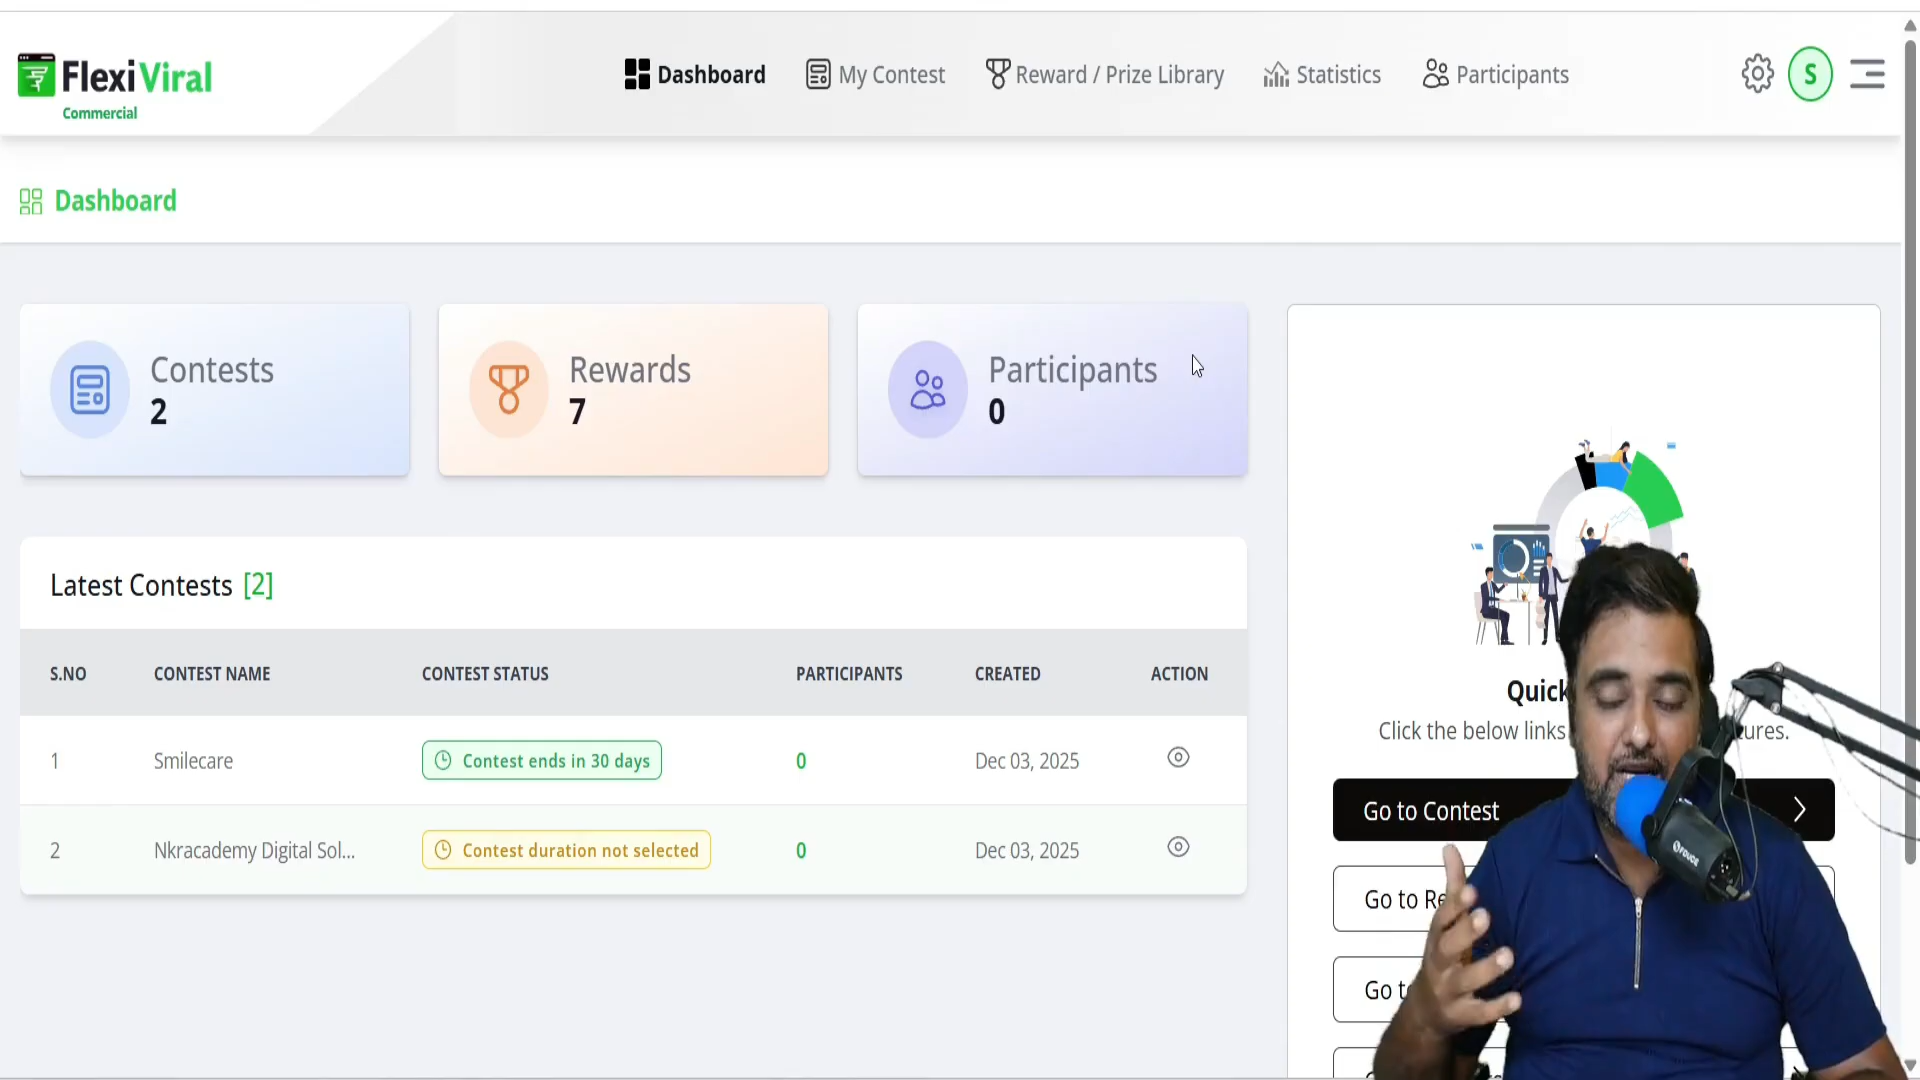 FlexiViral
Commercial
Dashboard
My Contest
Reward / Prize Library
Statistics
Participants
S
Dashboard
Contests
2
Rewards
7
Participants
0
Latest Contests [2]
S.NO CONTEST NAME CONTEST STATUS PARTICIPANTS CREATED ACTION
1 Smilecare Contest ends in 30 days 0 Dec 03, 2025
2 Nkracademy Digital Sol... Contest duration not selected 0 Dec 03, 2025
Quick
Click the below links
Go to Contest
Go to Re
Go to
FDUCE